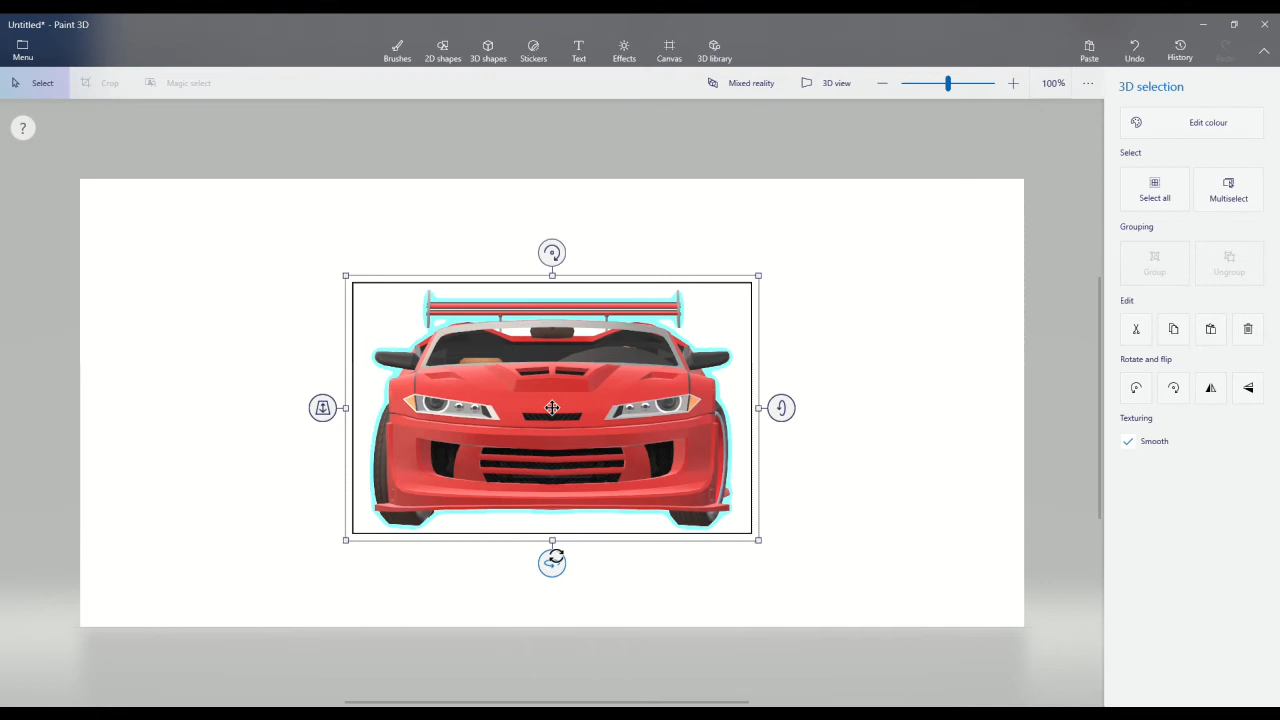 Untitled* - Paint 3D
Menu
Brushes
2D shapes
3D shapes
Stickers
Text
Effects
Canvas
3D library
Paste
Undo
History
Redo
Select
Crop
Magic select
Mixed reality
3D view
100%
?
3D selection
Edit colour
Select
Select all
Multiselect
Grouping
Group
Ungroup
Edit
Rotate and flip
Texturing
Smooth